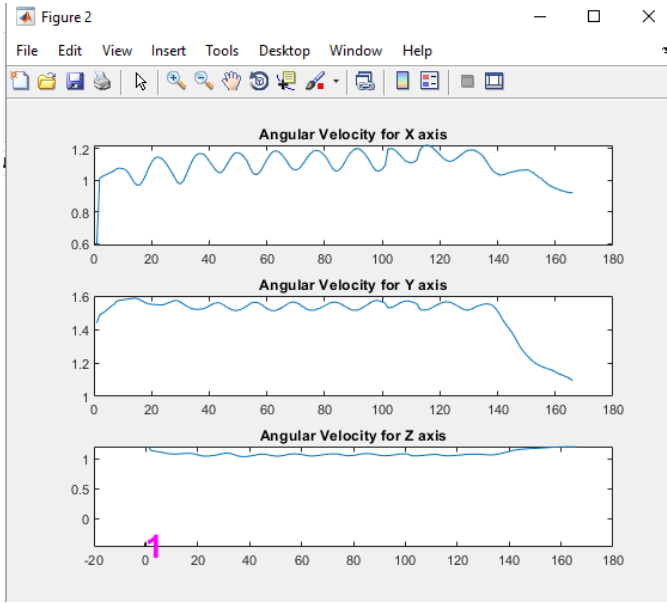 Figure 2
File Edit View Insert Tools Desktop Window Help
Angular Velocity for X axis
1.2
1
0.8
0.6
0 20 40 60 80 100 120 140 160 180
Angular Velocity for Y axis
1.6
1.4
1.2
1
0 20 40 60 80 100 120 140 160 180
Angular Velocity for Z axis
1
0.5
0
1
-20 0 20 40 60 80 100 120 140 160 180